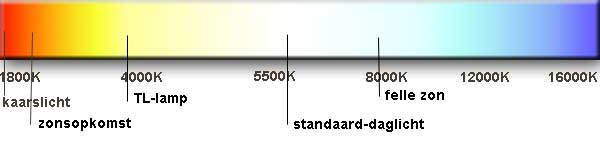 1800K 4000K 5500K 8000K 12000K 16000K
kaarslicht TL-lamp felle zon
zonsopkomst standaard-daglicht